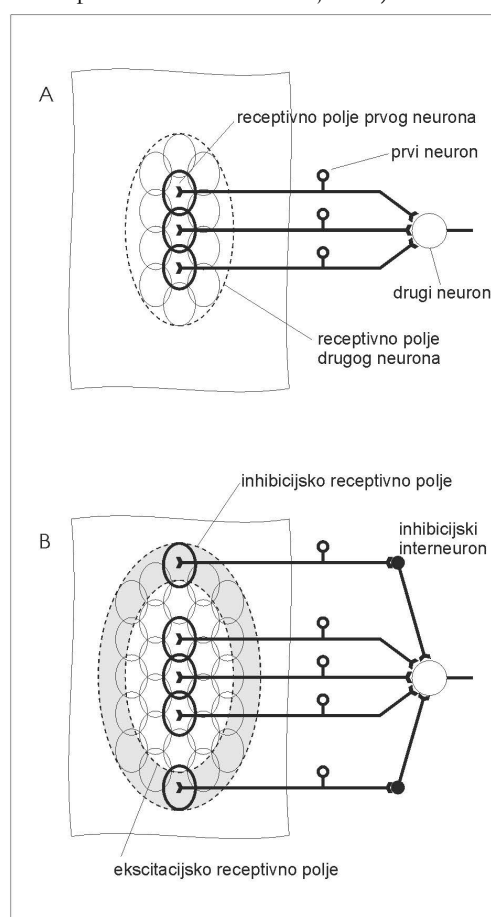 A
receptivno polje prvog neurona
prvi neuron
drugi neuron
receptivno polje
drugog neurona
B
inhibicijsko receptivno polje
inhibicijski
interneuron
ekscitacijsko receptivno polje